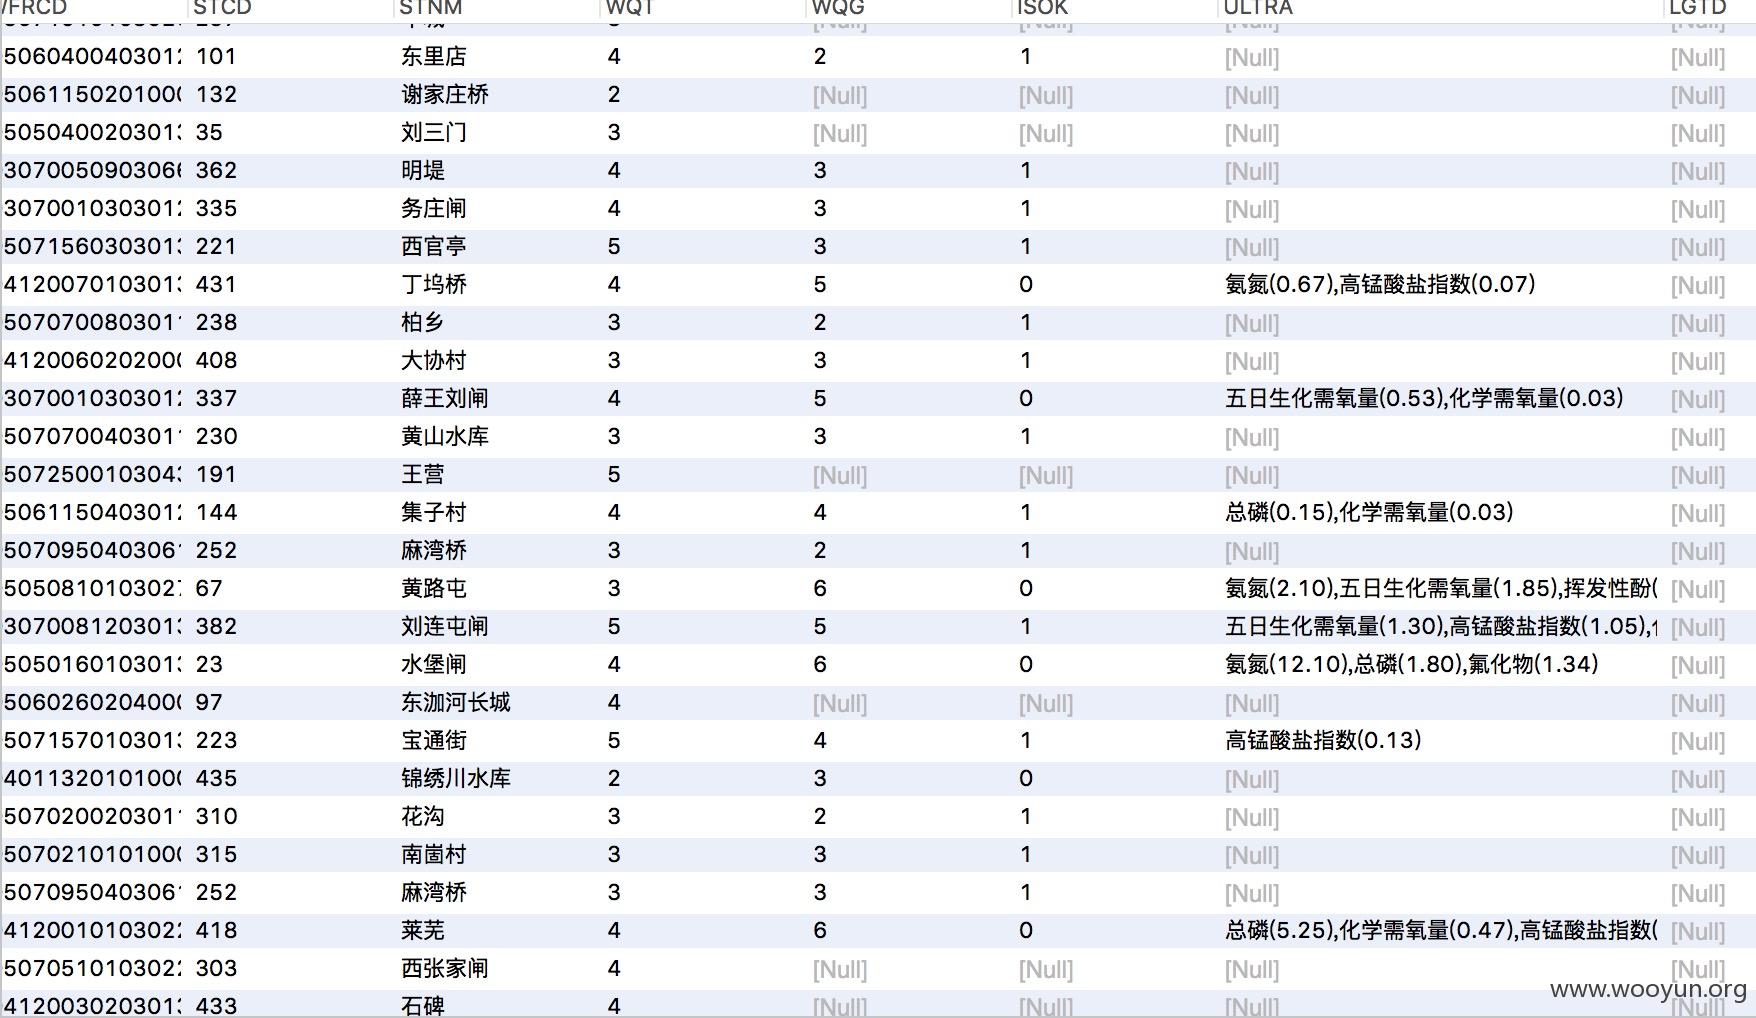 /FRCD STCD STNM WQT WQG ISOK ULTRA LGTD
506040040301 101 东里店 4 2 1 [Null] [Null]
506115020100 132 谢家庄桥 2 [Null] [Null] [Null] [Null]
505040020301 35 刘三门 3 [Null] [Null] [Null] [Null]
307005090306 362 明堤 4 3 1 [Null] [Null]
307001030301 335 务庄闸 4 3 1 [Null] [Null]
507156030301 221 西官亭 5 3 1 [Null] [Null]
412007010301 431 丁坞桥 4 5 0 氨氮(0.67),高锰酸盐指数(0.07) [Null]
507070080301 238 柏乡 3 2 1 [Null] [Null]
412006020200 408 大协村 3 3 1 [Null] [Null]
307001030301 337 薛王刘闸 4 5 0 五日生化需氧量(0.53),化学需氧量(0.03) [Null]
507070040301 230 黄山水库 3 3 1 [Null] [Null]
507250010304 191 王营 5 [Null] [Null] [Null] [Null]
506115040301 144 集子村 4 4 1 总磷(0.15),化学需氧量(0.03) [Null]
507095040306 252 麻湾桥 3 2 1 [Null] [Null]
505081010302 67 黄路屯 3 6 0 氨氮(2.10),五日生化需氧量(1.85),挥发性酚( [Null]
307008120301 382 刘连屯闸 5 5 1 五日生化需氧量(1.30),高锰酸盐指数(1.05), [Null]
505016010301 23 水堡闸 4 6 0 氨氮(12.10),总磷(1.80),氟化物(1.34) [Null]
506026020400 97 东泇河长城 4 [Null] [Null] [Null] [Null]
507157010301 223 宝通街 5 4 1 高锰酸盐指数(0.13) [Null]
401132010100 435 锦绣川水库 2 3 0 [Null] [Null]
507020020301 310 花沟 3 2 1 [Null] [Null]
507021010100 315 南崮村 3 3 1 [Null] [Null]
507095040306 252 麻湾桥 3 3 1 [Null] [Null]
412001010302 418 莱芜 4 6 0 总磷(5.25),化学需氧量(0.47),高锰酸盐指数( [Null]
507051010302 303 西张家闸 4 [Null] [Null] [Null] [Null]
412003020301 433 石碑 4 [Null] [Null] [Null] [Null]
www.wooyun.org